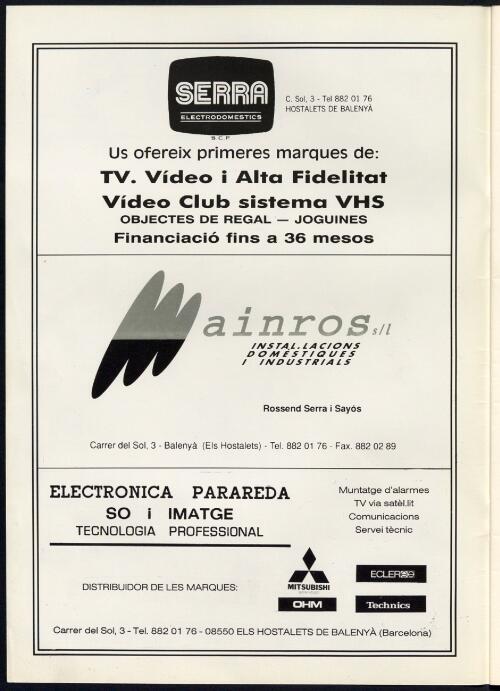 SERRA
ELECTRODOMESTICS
S.C.P.
C. Sol, 3 - Tel 882 01 76
HOSTALETS DE BALENYÀ
Us ofereix primeres marques de:
TV. Vídeo i Alta Fidelitat
Vídeo Club sistema VHS
OBJECTES DE REGAL — JOGUINES
Financiació fins a 36 mesos
Mainros s/l
INSTAL.LACIONS
DOMÈSTIQUES
I INDUSTRIALS
Rossend Serra i Sayós
Carrer del Sol, 3 - Balenyà (Els Hostalets) - Tel. 882 01 76 - Fax. 882 02 89
ELECTRONICA PARAREDA
SO i IMATGE
TECNOLOGIA PROFESSIONAL
Muntatge d'alarmes
TV via satèl.lit
Comunicacions
Servei tècnic
DISTRIBUIDOR DE LES MARQUES:
MITSUBISHI
ECLER
OHM
Technics
Carrer del Sol, 3 - Tel. 882 01 76 - 08550 ELS HOSTALETS DE BALENYÀ (Barcelona)